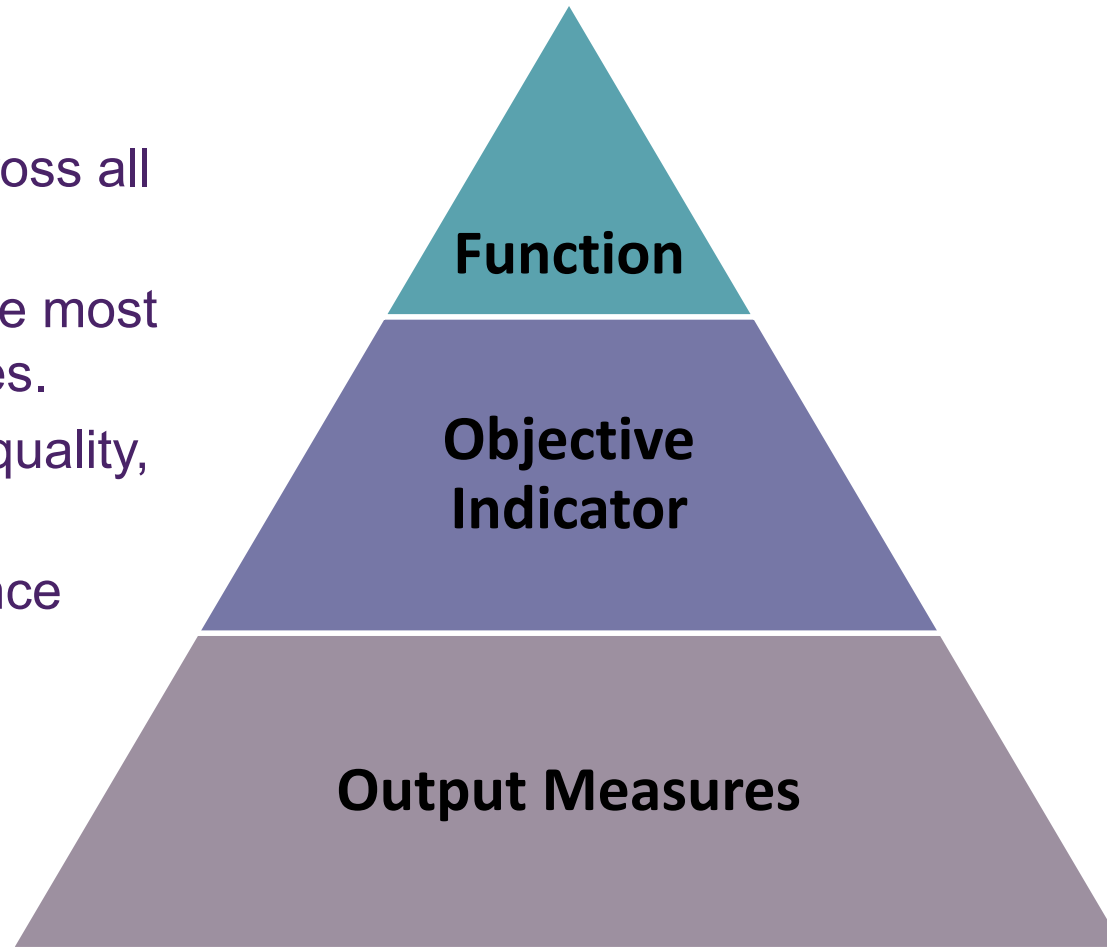 oss all
e most
es.
quality,
nce
Function
Objective
Indicator
Output Measures